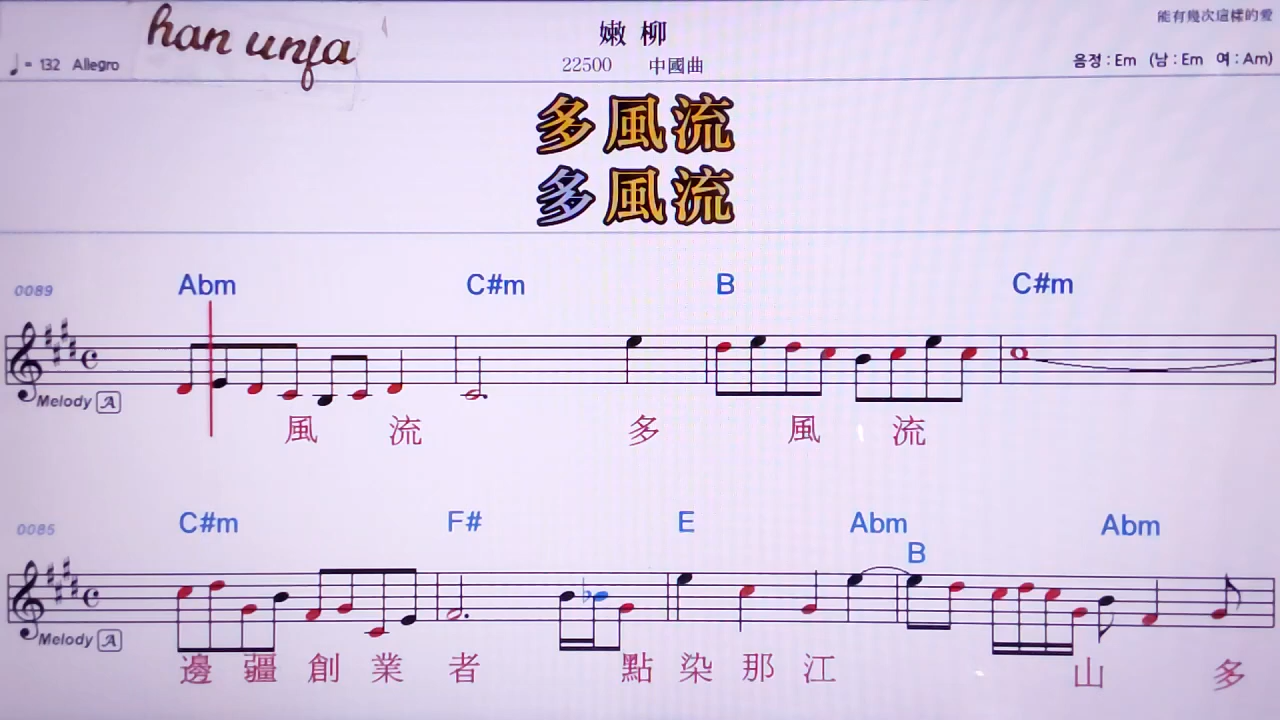 han unfa
能有幾次這樣的愛
嫩柳
♩= 132 Allegro
22500 中國曲
음정 : Em (남 : Em 여 : Am)
多風流
多風流
0089 Abm C#m B C#m
Melody A
風 流 多 風 流
0085 C#m F# E Abm B Abm
Melody A
邊 疆 創 業 者 點 染 那 江 山 多